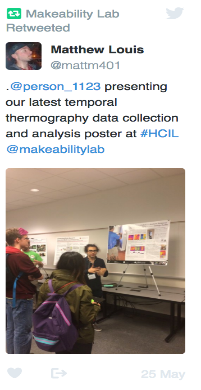 Makeability Lab
Retweeted
Matthew Louis
@mattm401
.@person_1123 presenting
our latest temporal
thermography data collection
and analysis poster at #HCIL
@makeabilitylab
25 May